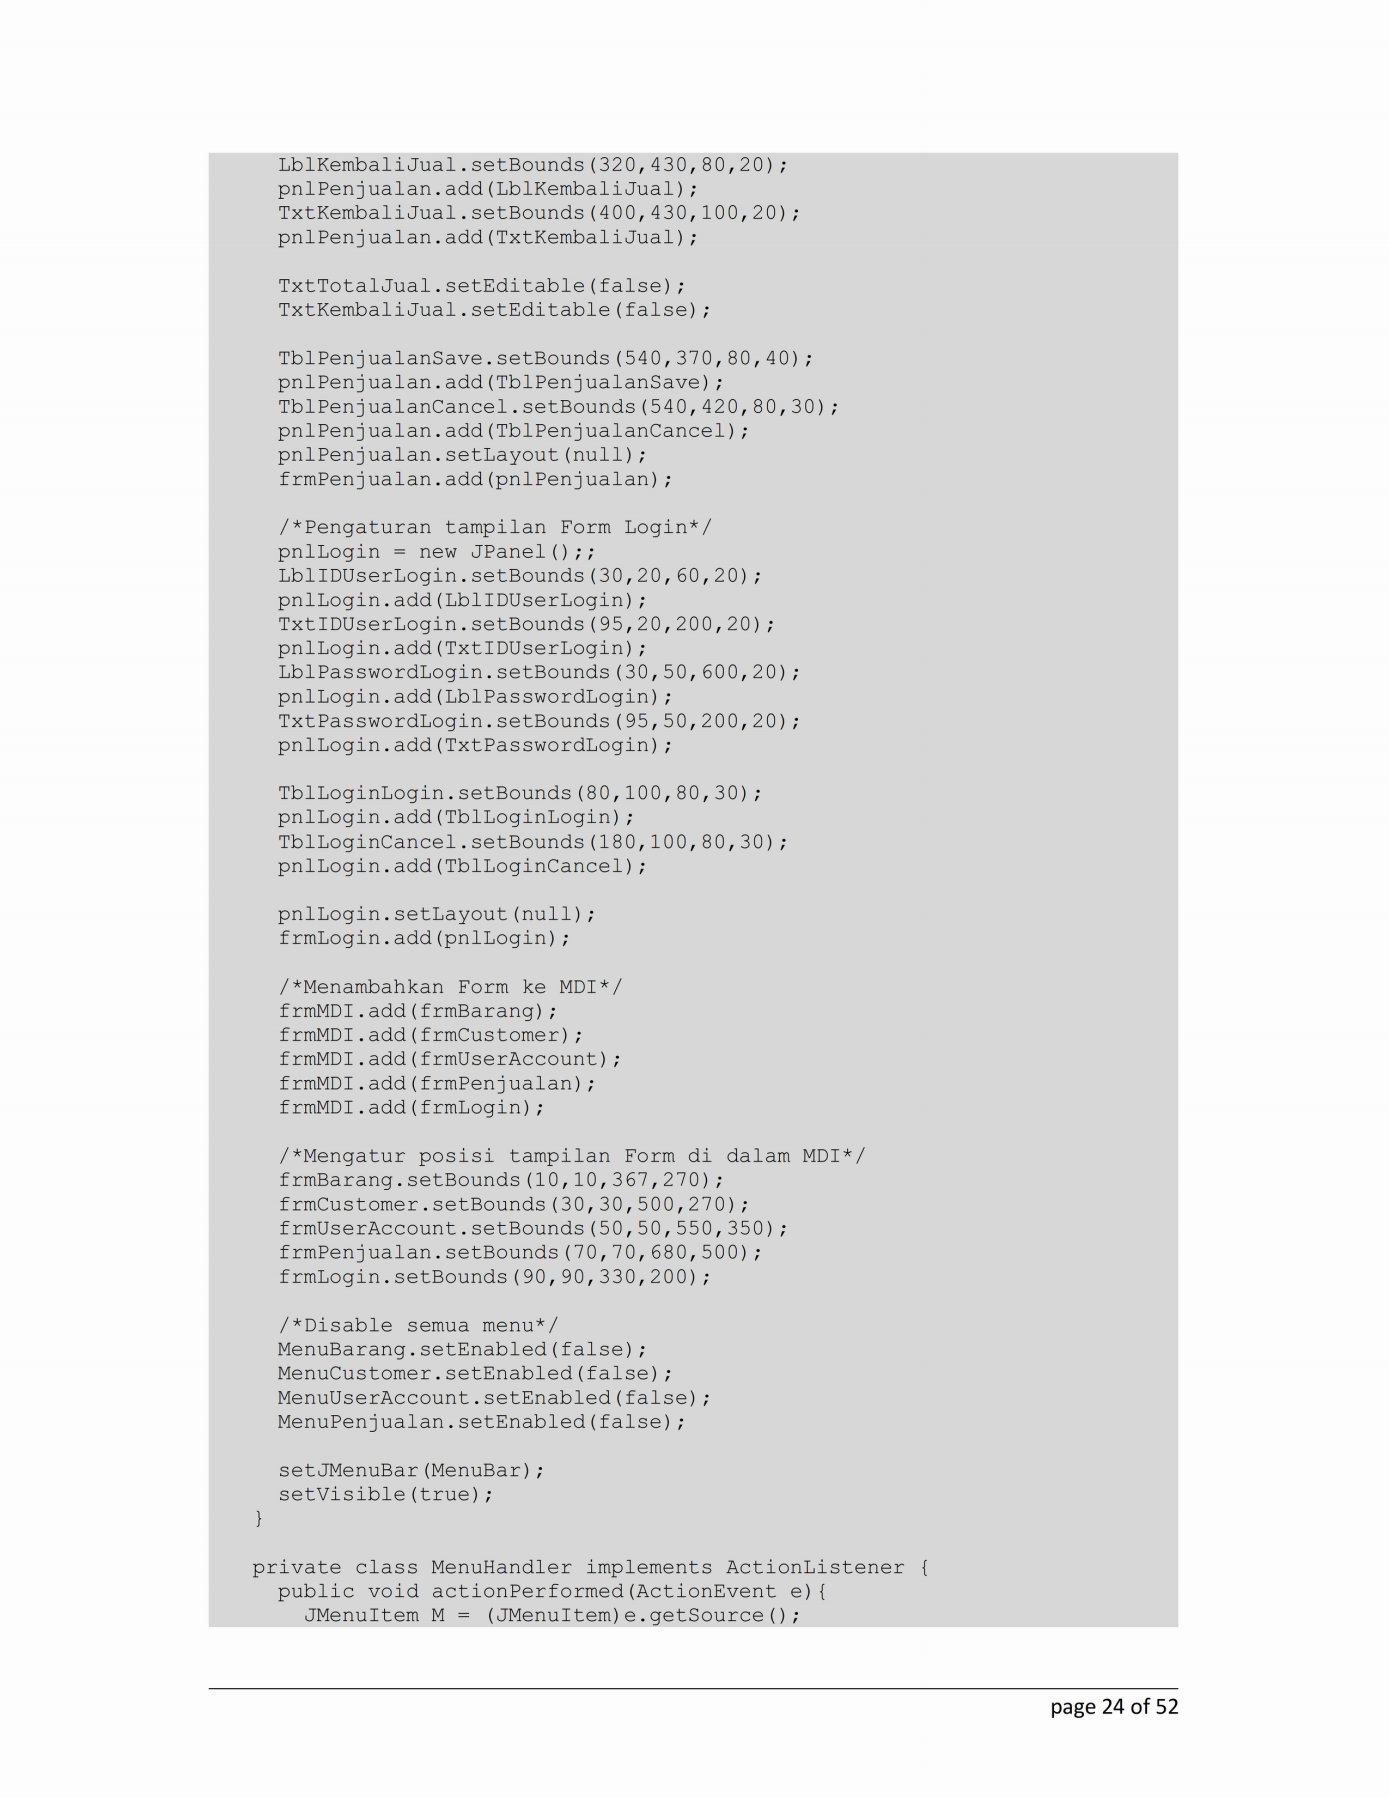 LblKembaliJual.setBounds(320,430,80,20);
pnlPenjualan.add(LblKembaliJual);
TxtKembaliJual.setBounds(400,430,100,20);
pnlPenjualan.add(TxtKembaliJual);
TxtTotalJual.setEditable(false);
TxtKembaliJual.setEditable(false);
TblPenjualanSave.setBounds(540,370,80,40);
pnlPenjualan.add(TblPenjualanSave);
TblPenjualanCancel.setBounds(540,420,80,30);
pnlPenjualan.add(TblPenjualanCancel);
pnlPenjualan.setLayout(null);
frmPenjualan.add(pnlPenjualan);
/*Pengaturan tampilan Form Login*/
pnlLogin = new JPanel();;
LblIDUserLogin.setBounds(30,20,60,20);
pnlLogin.add(LblIDUserLogin);
TxtIDUserLogin.setBounds(95,20,200,20);
pnlLogin.add(TxtIDUserLogin);
LblPasswordLogin.setBounds(30,50,600,20);
pnlLogin.add(LblPasswordLogin);
TxtPasswordLogin.setBounds(95,50,200,20);
pnlLogin.add(TxtPasswordLogin);
TblLoginLogin.setBounds(80,100,80,30);
pnlLogin.add(TblLoginLogin);
TblLoginCancel.setBounds(180,100,80,30);
pnlLogin.add(TblLoginCancel);
pnlLogin.setLayout(null);
frmLogin.add(pnlLogin);
/*Menambahkan Form ke MDI*/
frmMDI.add(frmBarang);
frmMDI.add(frmCustomer);
frmMDI.add(frmUserAccount);
frmMDI.add(frmPenjualan);
frmMDI.add(frmLogin);
/*Mengatur posisi tampilan Form di dalam MDI*/
frmBarang.setBounds(10,10,367,270);
frmCustomer.setBounds(30,30,500,270);
frmUserAccount.setBounds(50,50,550,350);
frmPenjualan.setBounds(70,70,680,500);
frmLogin.setBounds(90,90,330,200);
/*Disable semua menu*/
MenuBarang.setEnabled(false);
MenuCustomer.setEnabled(false);
MenuUserAccount.setEnabled(false);
MenuPenjualan.setEnabled(false);
setJMenuBar(MenuBar);
setVisible(true);
}
private class MenuHandler implements ActionListener {
public void actionPerformed(ActionEvent e){
JMenuItem M = (JMenuItem)e.getSource();
page 24 of 52